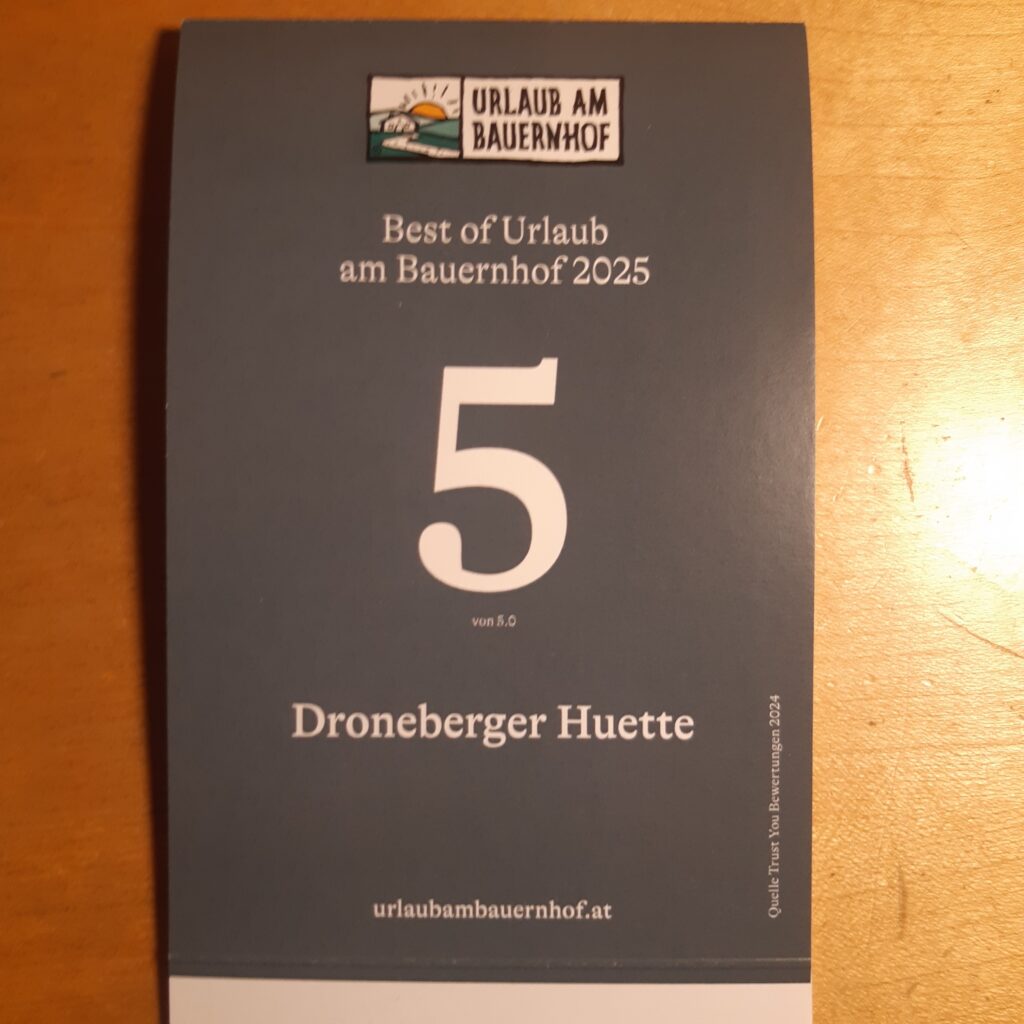 URLAUB AM
BAUERNHOF
Best of Urlaub
am Bauernhof 2025
5
von 5.0
Droneberger Huette
Quelle Trust You Bewertungen 2024
urlaubambauernhof.at